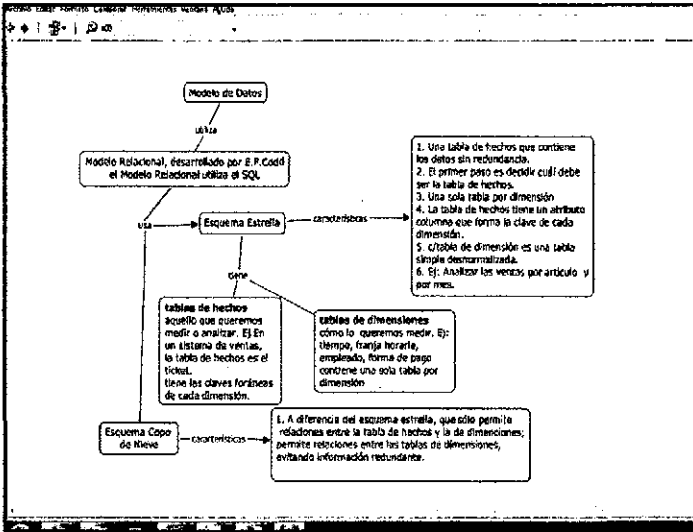 Archivo Editar Formato Colaborar Herramientas Ventana Ayuda
Modelo de Datos
utiliza
Modelo Relacional, desarrollado por E.F.Codd
el Modelo Relacional utiliza el SQL
usa
Esquema Estrella
características
1. Una tabla de hechos que contiene
los datos sin redundancia.
2. El primer paso es decidir cuál debe
ser la tabla de hechos.
3. Una sola tabla por dimensión
4. La tabla de hechos tiene un atributo
columna que forma la clave de cada
dimensión.
5. c/tabla de dimensión es una tabla
simple desnormalizada.
6. Ej: Analizar las ventas por artículo y
por mes.
tiene
tablas de hechos
aquello que queremos
medir o analizar. Ej En
un sistema de ventas,
la tabla de hechos es el
ticket.
tiene las claves foráneas
de cada dimensión.
tablas de dimensiones
cómo lo queremos medir. Ej:
tiempo, franja horaria,
empleado, forma de pago
contiene una sola tabla por
dimensión
Esquema Copo
de Nieve
características
1. A diferencia del esquema estrella, que sólo permite
relaciones entre la tabla de hechos y la de dimenciones;
permite relaciones entre las tablas de dimensiones,
evitando información redundante.